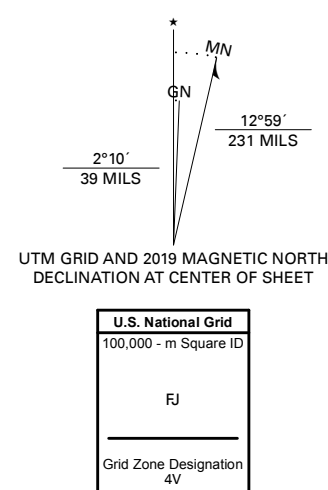 ★
MN
GN
12°59´
231 MILS
2°10´
39 MILS
UTM GRID AND 2019 MAGNETIC NORTH
DECLINATION AT CENTER OF SHEET
U.S. National Grid
100,000 - m Square ID
FJ
Grid Zone Designation
4V